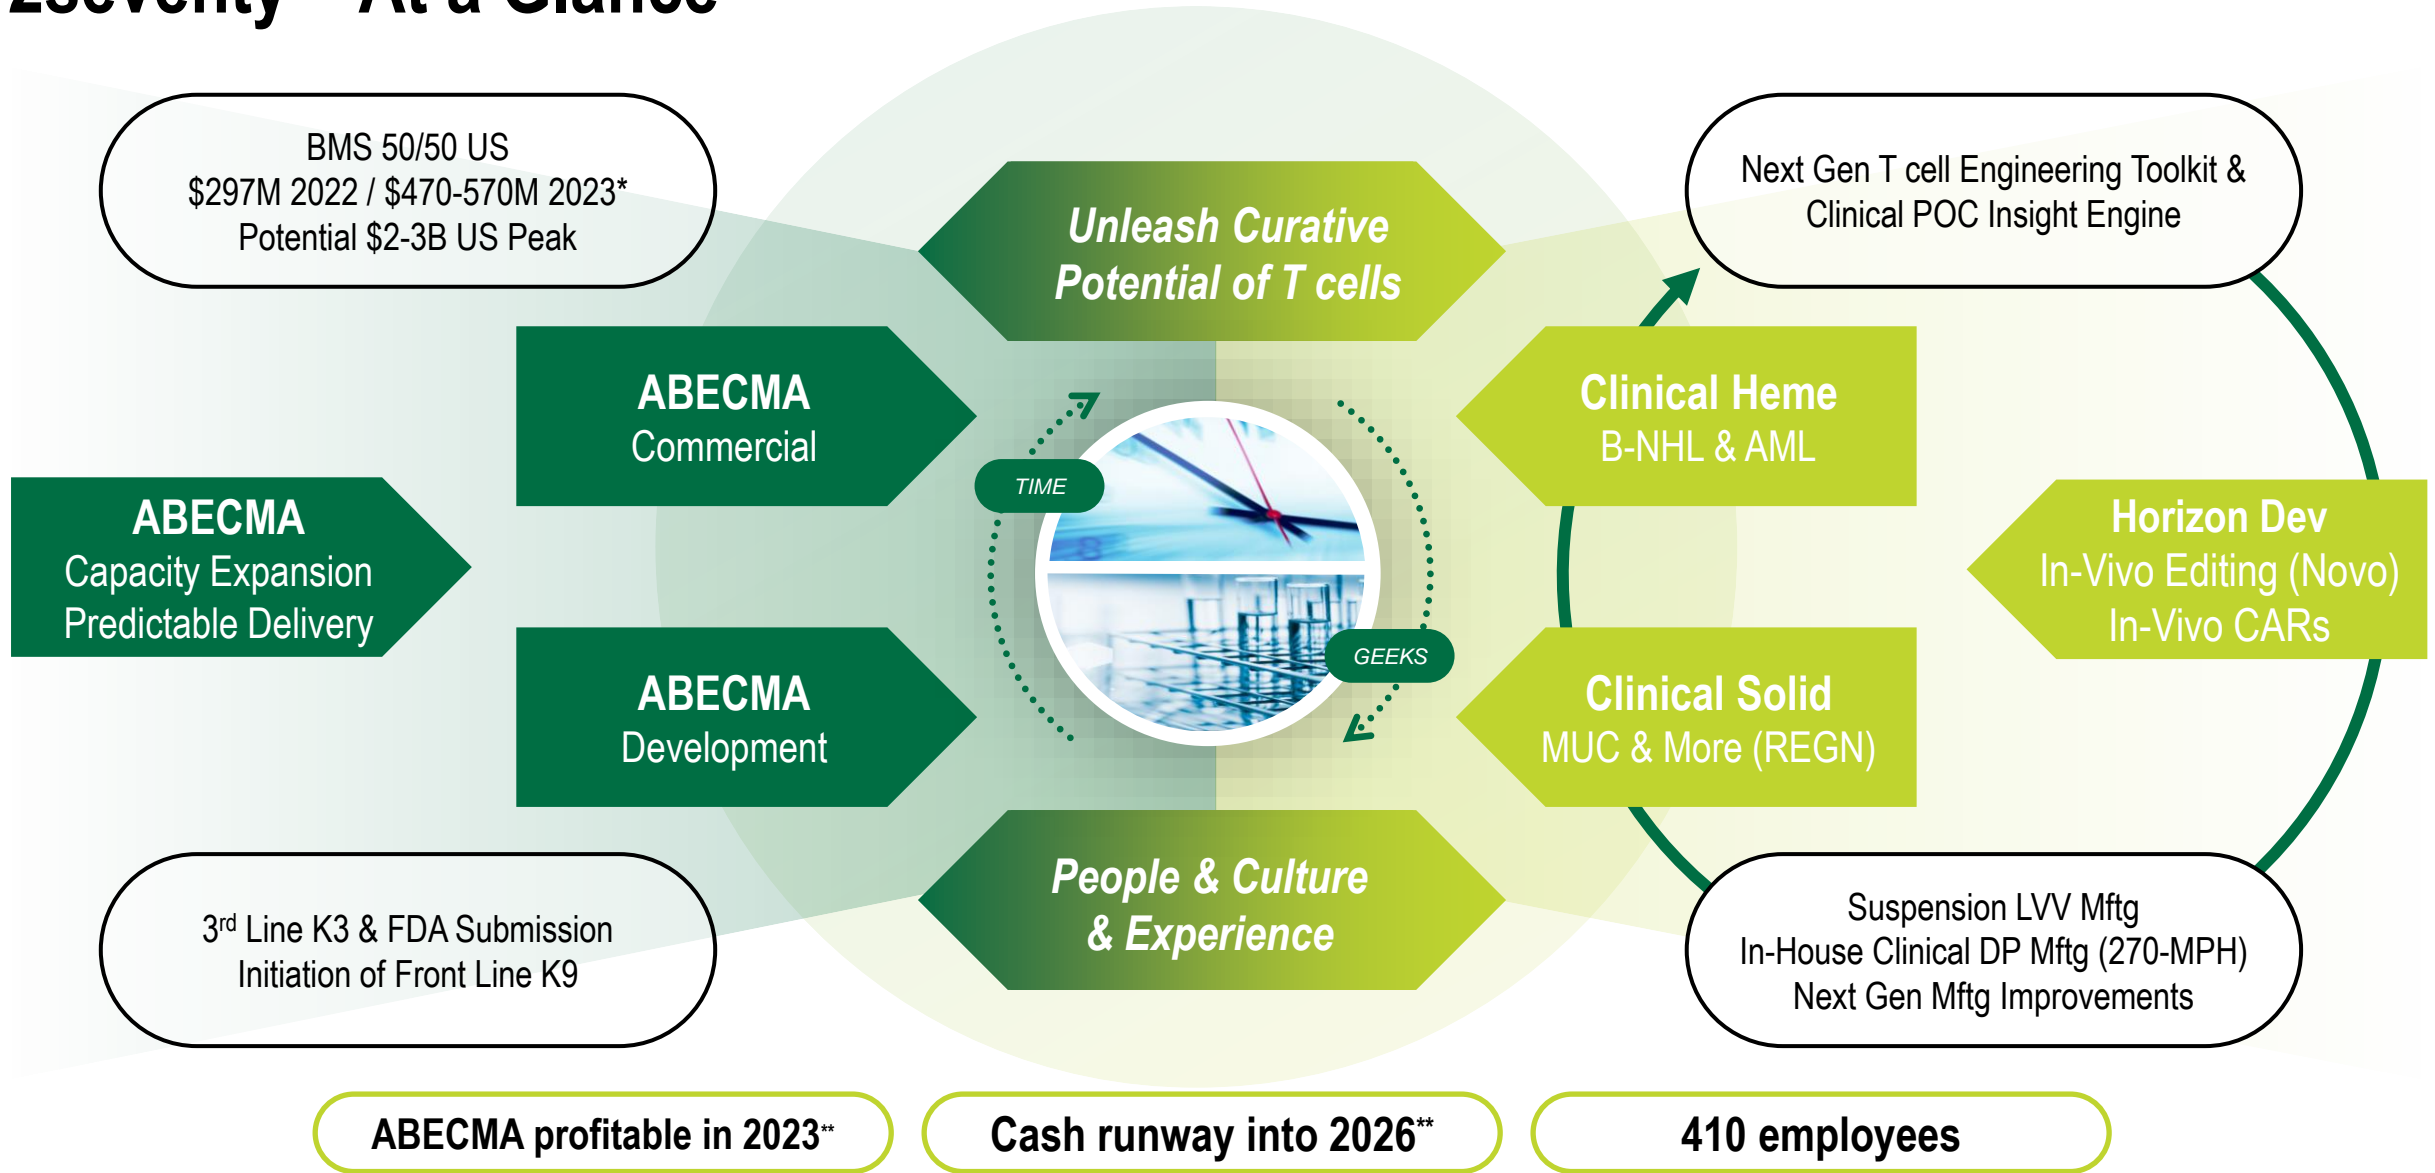 2seventy – At a Glance
BMS 50/50 US
$297M 2022 / $470-570M 2023*
Potential $2-3B US Peak
Unleash Curative
Potential of T cells
Next Gen T cell Engineering Toolkit &
Clinical POC Insight Engine
ABECMA
Commercial
Clinical Heme
B-NHL & AML
TIME
ABECMA
Capacity Expansion
Predictable Delivery
Horizon Dev
In-Vivo Editing (Novo)
In-Vivo CARs
GEEKS
ABECMA
Development
Clinical Solid
MUC & More (REGN)
People & Culture
& Experience
3rd Line K3 & FDA Submission
Initiation of Front Line K9
Suspension LVV Mftg
In-House Clinical DP Mftg (270-MPH)
Next Gen Mftg Improvements
ABECMA profitable in 2023**
Cash runway into 2026**
410 employees